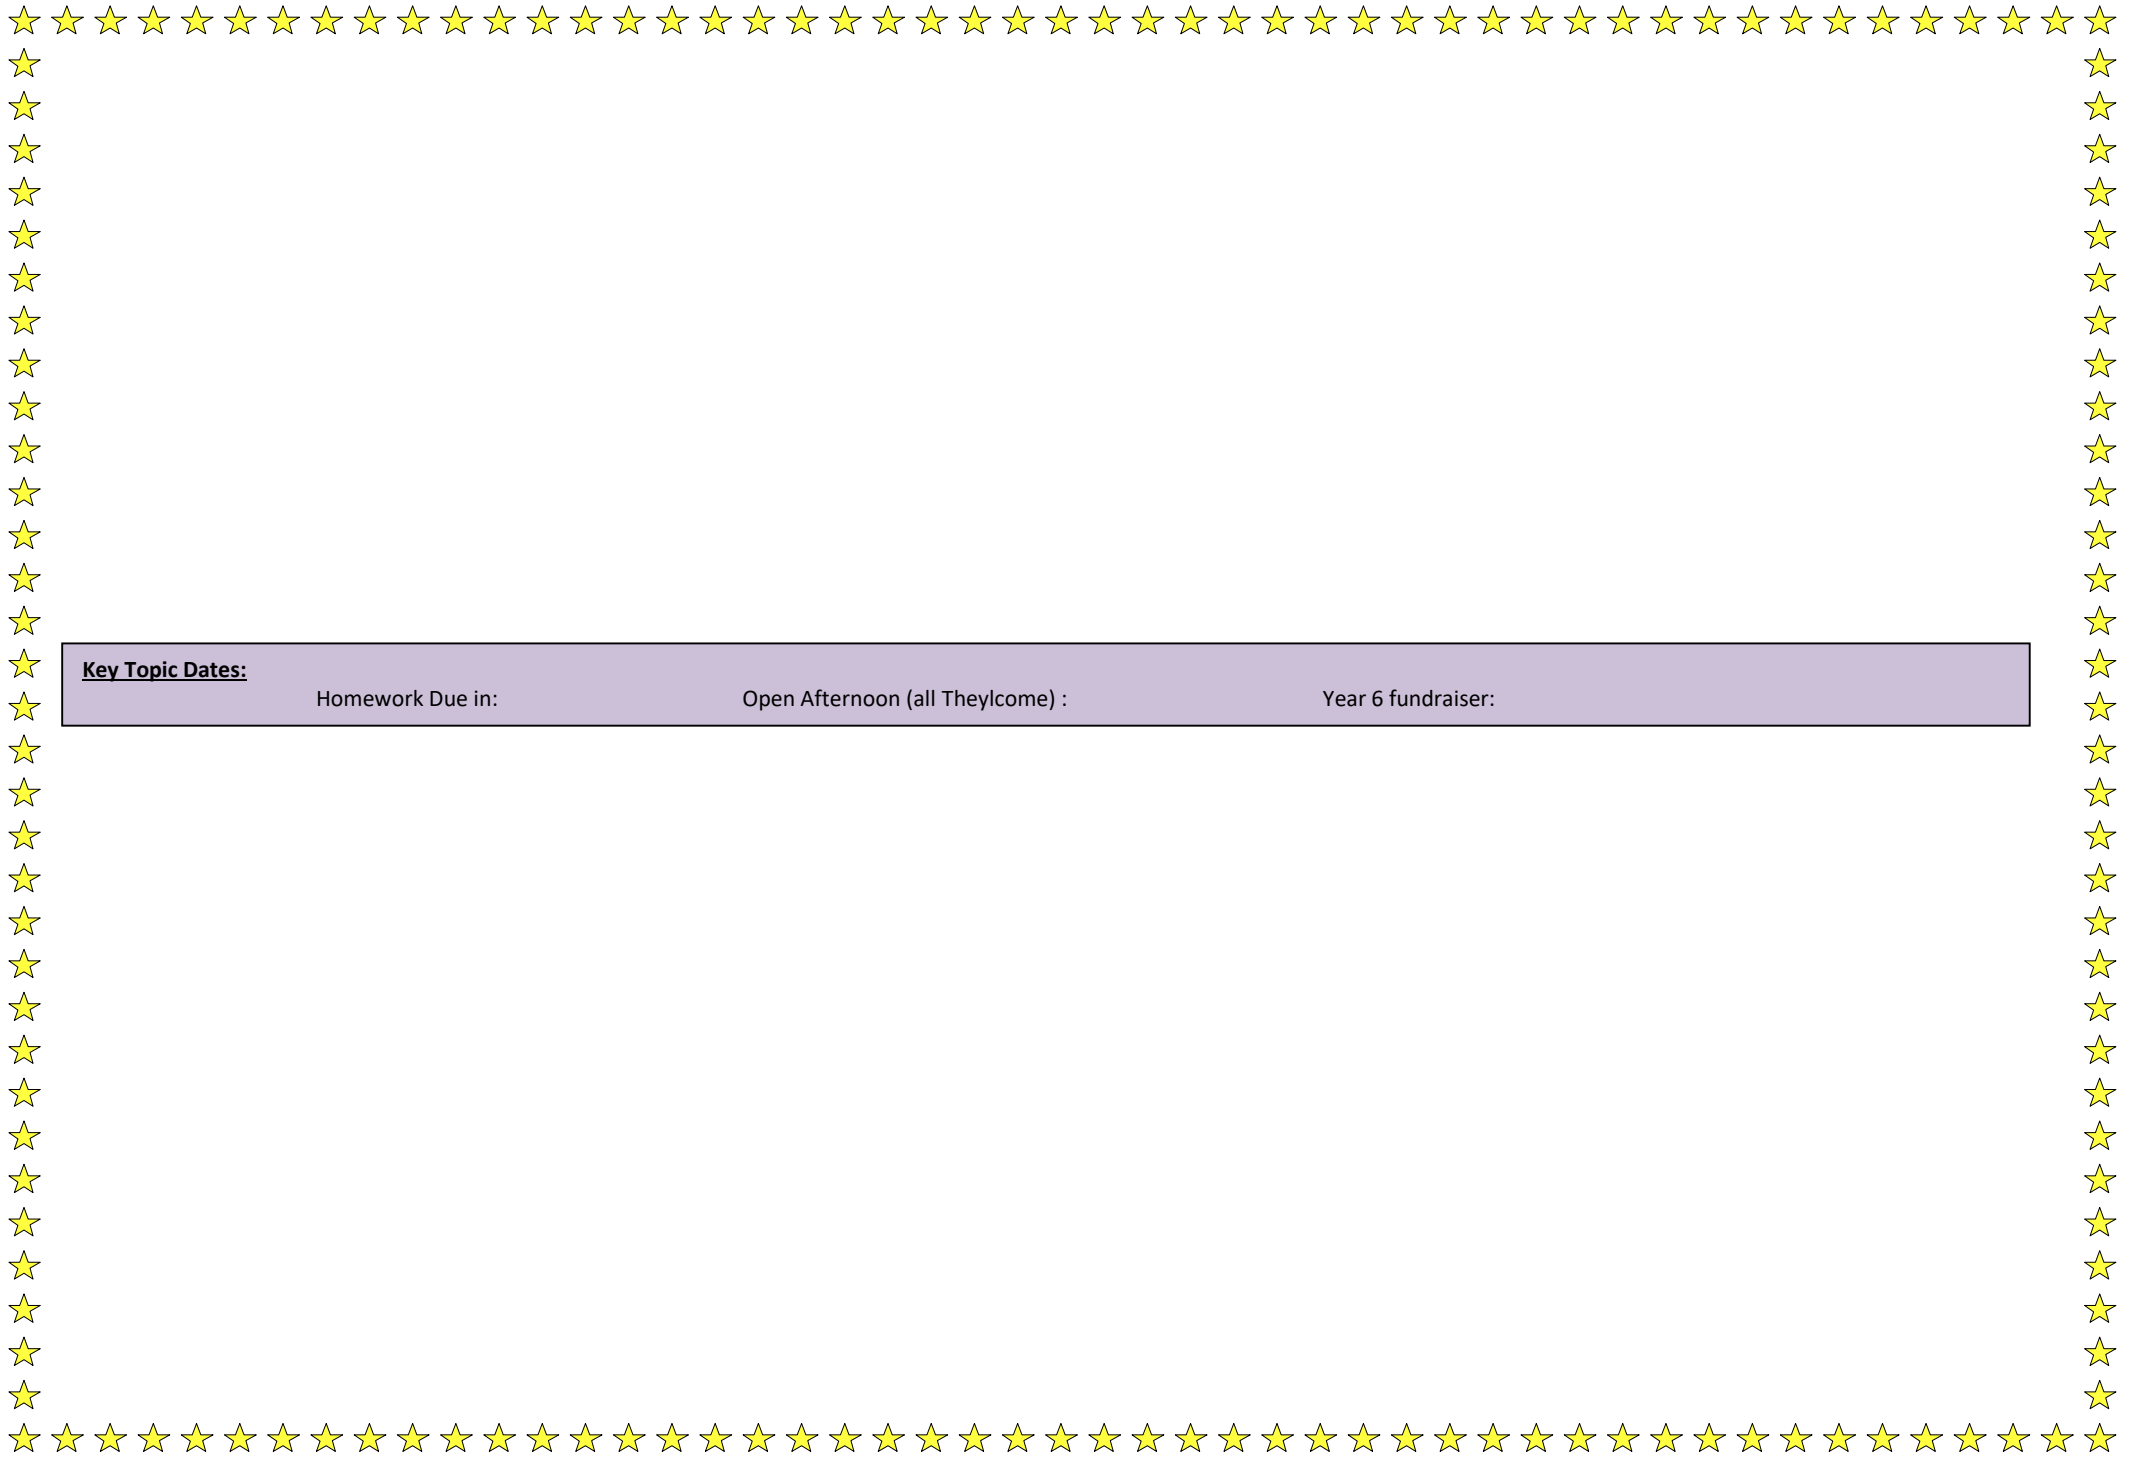 Key Topic Dates:
Homework Due in: Open Afternoon (all Theylcome) : Year 6 fundraiser: